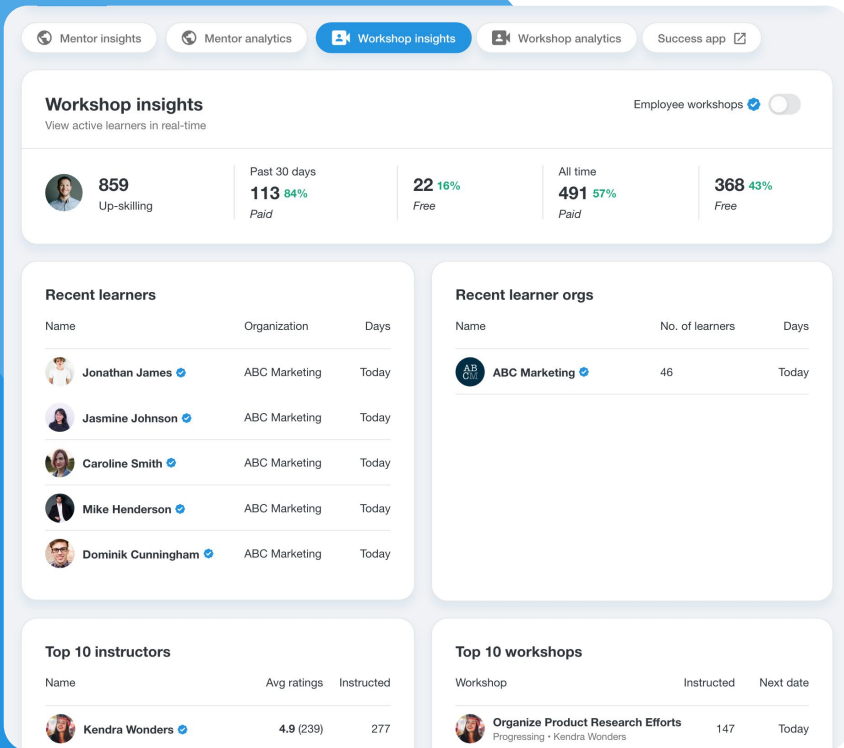 Mentor insights
Mentor analytics
Workshop insights
Workshop analytics
Success app
Workshop insights
View active learners in real-time
Employee workshops
859
Up-skilling
Past 30 days
113 84%
Paid
22 16%
Free
All time
491 57%
Paid
368 43%
Free
Recent learners
Name Organization Days
Jonathan James ABC Marketing Today
Jasmine Johnson ABC Marketing Today
Caroline Smith ABC Marketing Today
Mike Henderson ABC Marketing Today
Dominik Cunningham ABC Marketing Today
Recent learner orgs
Name No. of learners Days
AB
CM
ABC Marketing 46 Today
Top 10 instructors
Name Avg ratings Instructed
Kendra Wonders 4.9 (239) 277
Top 10 workshops
Workshop Instructed Next date
Organize Product Research Efforts 147 Today
Progressing • Kendra Wonders